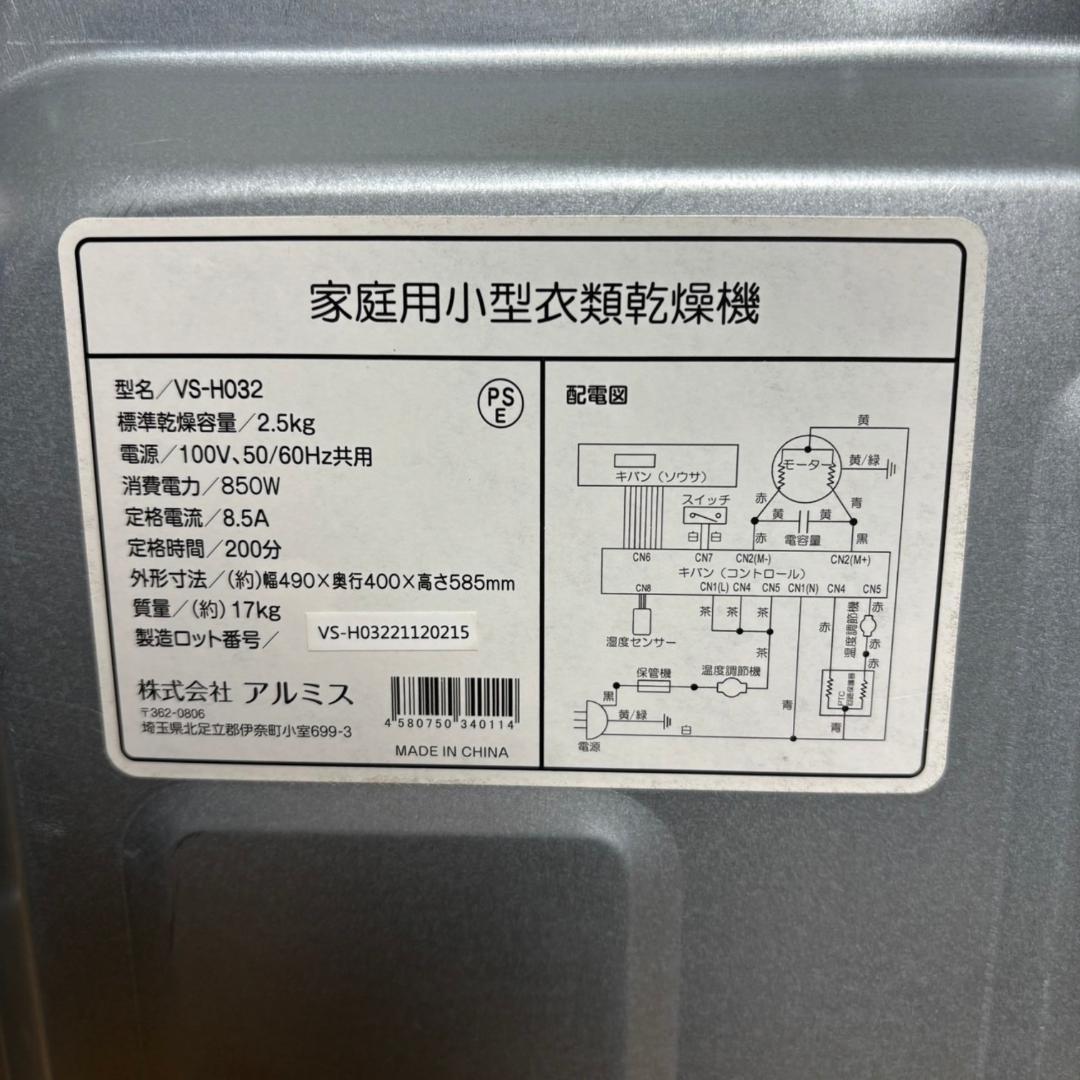 家庭用小型衣類乾燥機
型名／VS-H032
標準乾燥容量／2.5kg
電源／100V、50/60Hz共用
消費電力／850W
定格電流／8.5A
定格時間／200分
外形寸法／(約)幅490×奥行400×高さ585mm
質量／(約)17kg
製造ロット番号／ VS-H03221120215
PS
E
株式会社 アルミス
〒362-0806
埼玉県北足立郡伊奈町小室699-3
4 580750 340114
MADE IN CHINA
配電図
黄
キバン（ソウサ）
モーター
黄/緑
スイッチ
赤
青
黄
黄
白
白
赤
電容量
黒
CN6
CN7
CN2(M-)
CN2(M+)
キバン（コントロール）
CN8
CN1(L)
CN4
CN5
CN1(N)
CN4
CN5
茶
茶
茶
赤
温度調節機
赤
湿度センサー
赤
茶
赤
保管機
温度調節機
PTC
黒
青
黄/緑
白
青
電源